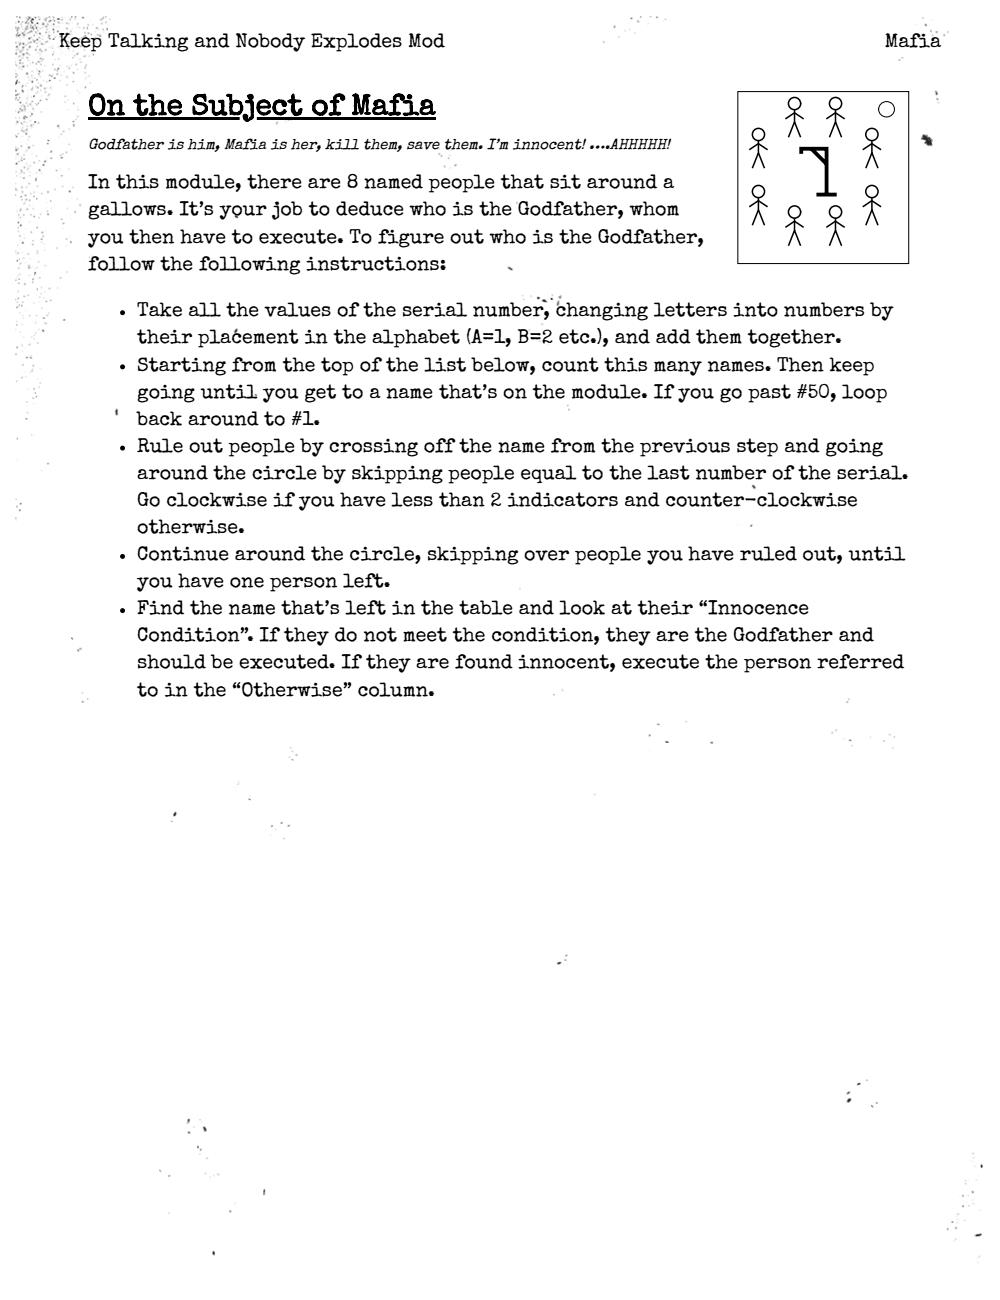 Keep Talking and Nobody Explodes Mod
Mafia
On the Subject of Mafia
Godfather is him, Mafia is her, kill them, save them. I'm innocent! ....AHHHHH!
In this module, there are 8 named people that sit around a
gallows. It's your job to deduce who is the Godfather, whom
you then have to execute. To figure out who is the Godfather,
follow the following instructions:
• Take all the values of the serial number, changing letters into numbers by
their placement in the alphabet (A=1, B=2 etc.), and add them together.
• Starting from the top of the list below, count this many names. Then keep
going until you get to a name that's on the module. If you go past #50, loop
back around to #1.
• Rule out people by crossing off the name from the previous step and going
around the circle by skipping people equal to the last number of the serial.
Go clockwise if you have less than 2 indicators and counter-clockwise
otherwise.
• Continue around the circle, skipping over people you have ruled out, until
you have one person left.
• Find the name that's left in the table and look at their “Innocence
Condition”. If they do not meet the condition, they are the Godfather and
should be executed. If they are found innocent, execute the person referred
to in the “Otherwise” column.